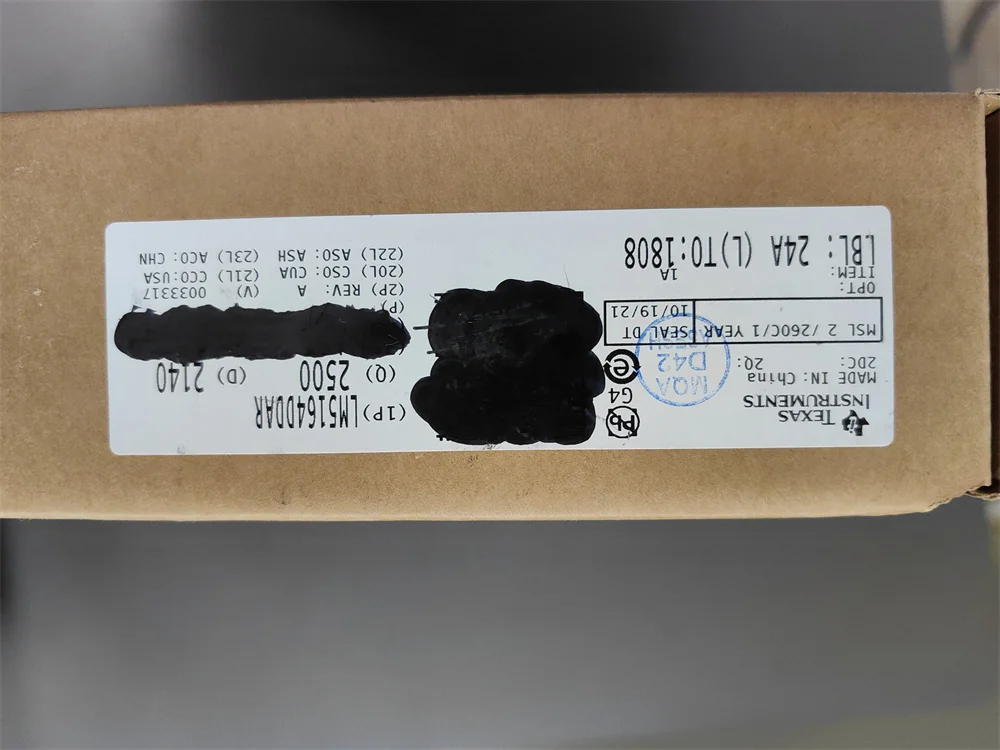 TEXAS
INSTRUMENTS
MADE IN: China
2DC: 2Q:
MSL 2 /260C/1 YEAR SEAL DT
10/19/21
OPT:
ITEM:
1A
LBL: 24A (L)TO:1808
Pb
G4
e
MQA
D42
(1P) LM5164DDAR
(Q) 2500 (D) 2140
(P)
(2P) REV: A (V) 0033317
(20L) CSO: CUA (21L) CCO:USA
(22L) ASO: ASH (23L) ACO: CHN